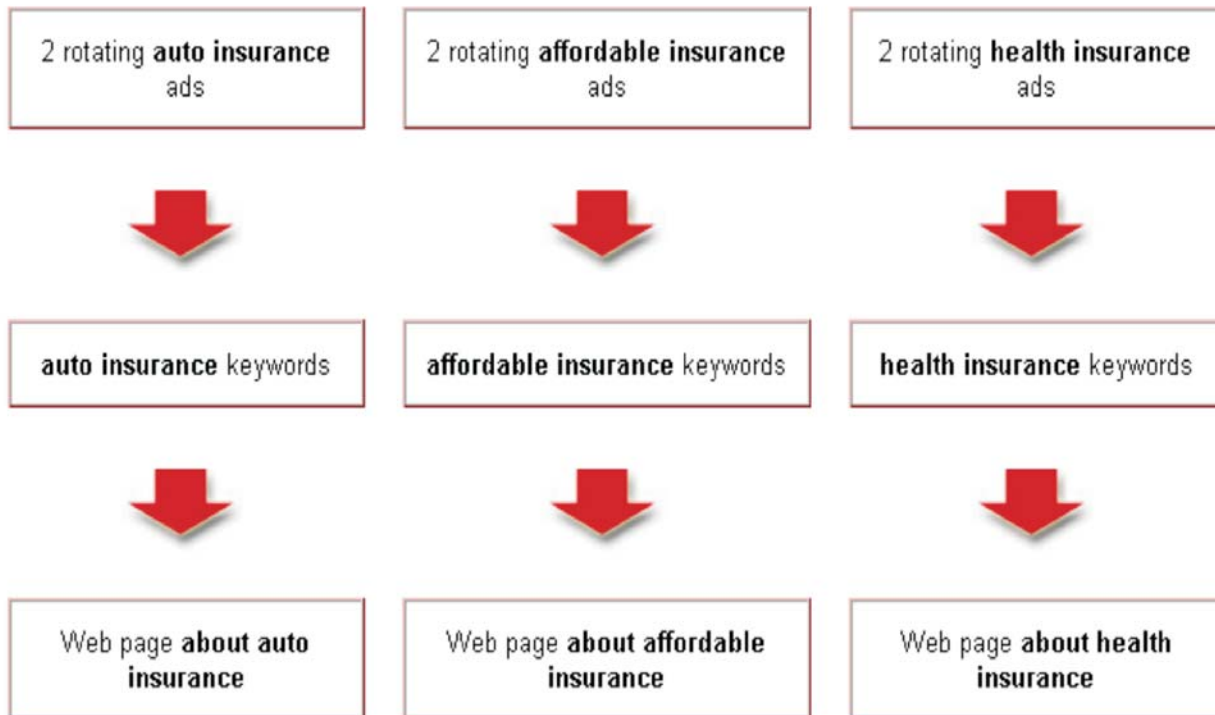 2 rotating auto insurance
ads
2 rotating affordable insurance
ads
2 rotating health insurance
ads
auto insurance keywords
affordable insurance keywords
health insurance keywords
Web page about auto
insurance
Web page about affordable
insurance
Web page about health
insurance